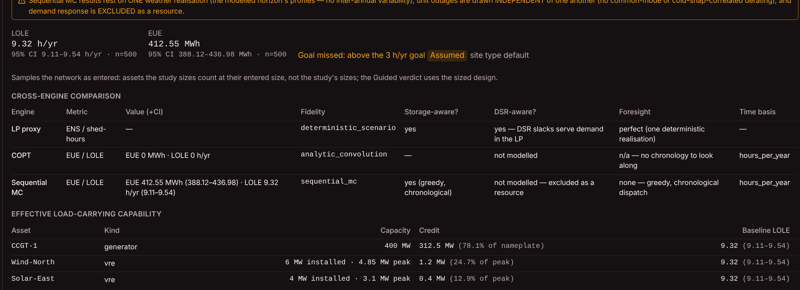 Sequential MC results rest on ONE weather realisation (the modelled horizon's profiles — no inter-annual variability), unit outages are drawn INDEPENDENT of one another (no common-mode or cold-snap-correlated derating), and
demand response is EXCLUDED as a resource.
LOLE EUE
9.32 h/yr 412.55 MWh
95% CI 9.11–9.54 h/yr · n=500 95% CI 388.12–436.98 MWh · n=500 Goal missed: above the 3 h/yr goal Assumed site type default
Samples the network as entered: assets the study sizes count at their entered size, not the study's sizes; the Guided verdict uses the sized design.
CROSS-ENGINE COMPARISON
Engine Metric Value (+CI) Fidelity Storage-aware? DSR-aware? Foresight Time basis
LP proxy ENS / shed-hours — deterministic_scenario yes yes — DSR slacks serve demand in the LP perfect (one deterministic realisation) —
COPT EUE / LOLE EUE 0 MWh · LOLE 0 h/yr analytic_convolution — not modelled n/a — no chronology to look along hours_per_year
Sequential MC EUE / LOLE EUE 412.55 MWh (388.12–436.98) · LOLE 9.32 h/yr (9.11–9.54) sequential_mc yes (greedy, chronological) not modelled — excluded as a resource none — greedy, chronological dispatch hours_per_year
EFFECTIVE LOAD-CARRYING CAPABILITY
Asset Kind Capacity Credit Baseline LOLE
CCGT-1 generator 400 MW 312.5 MW (78.1% of nameplate) 9.32 (9.11–9.54)
Wind-North vre 6 MW installed · 4.85 MW peak 1.2 MW (24.7% of peak) 9.32 (9.11–9.54)
Solar-East vre 4 MW installed · 3.1 MW peak 0.4 MW (12.9% of peak) 9.32 (9.11–9.54)